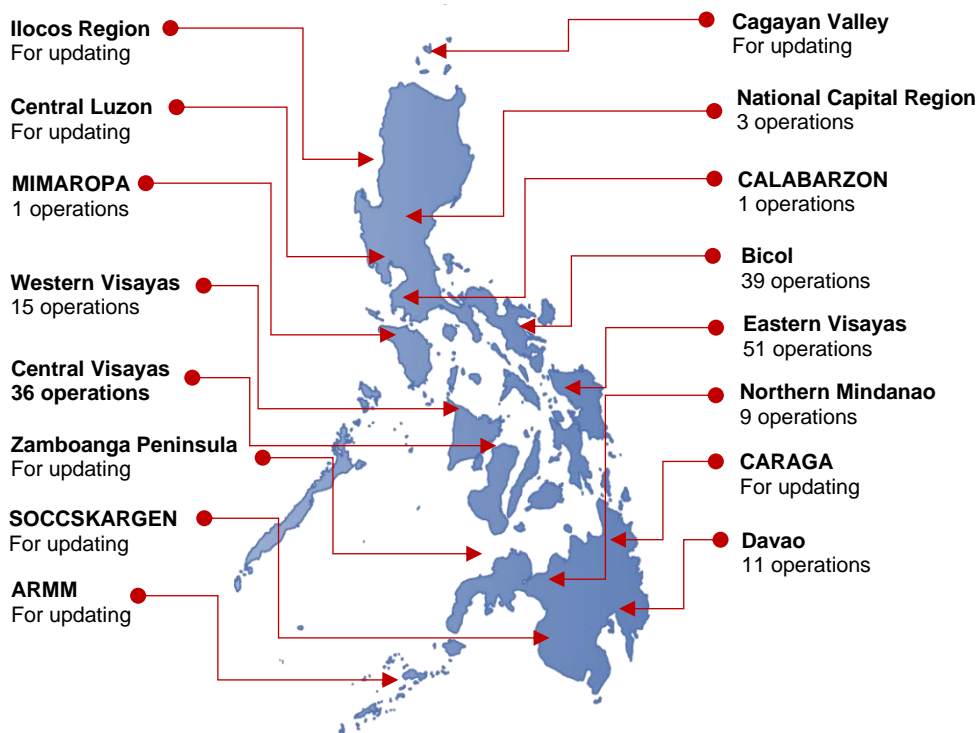 Ilocos Region
For updating
Central Luzon
For updating
MIMAROPA
1 operations
Western Visayas
15 operations
Central Visayas
36 operations
Zamboanga Peninsula
For updating
SOCCSKARGEN
For updating
ARMM
For updating
Cagayan Valley
For updating
National Capital Region
3 operations
CALABARZON
1 operations
Bicol
39 operations
Eastern Visayas
51 operations
Northern Mindanao
9 operations
CARAGA
For updating
Davao
11 operations